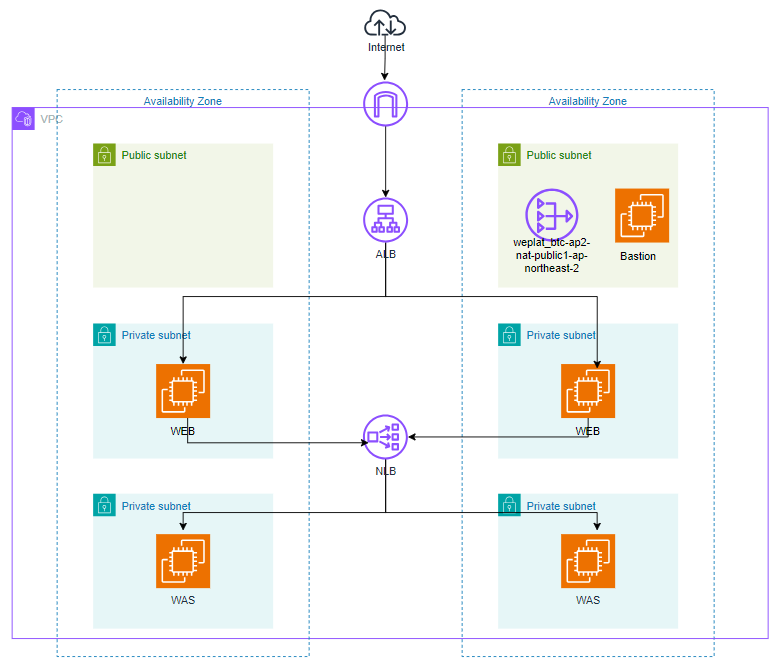 Internet
Availability Zone
Availability Zone
VPC
Public subnet
Public subnet
ALB
weplat_btc-ap2-
nat-public1-ap-
northeast-2
Bastion
Private subnet
Private subnet
WEB
WEB
NLB
Private subnet
Private subnet
WAS
WAS